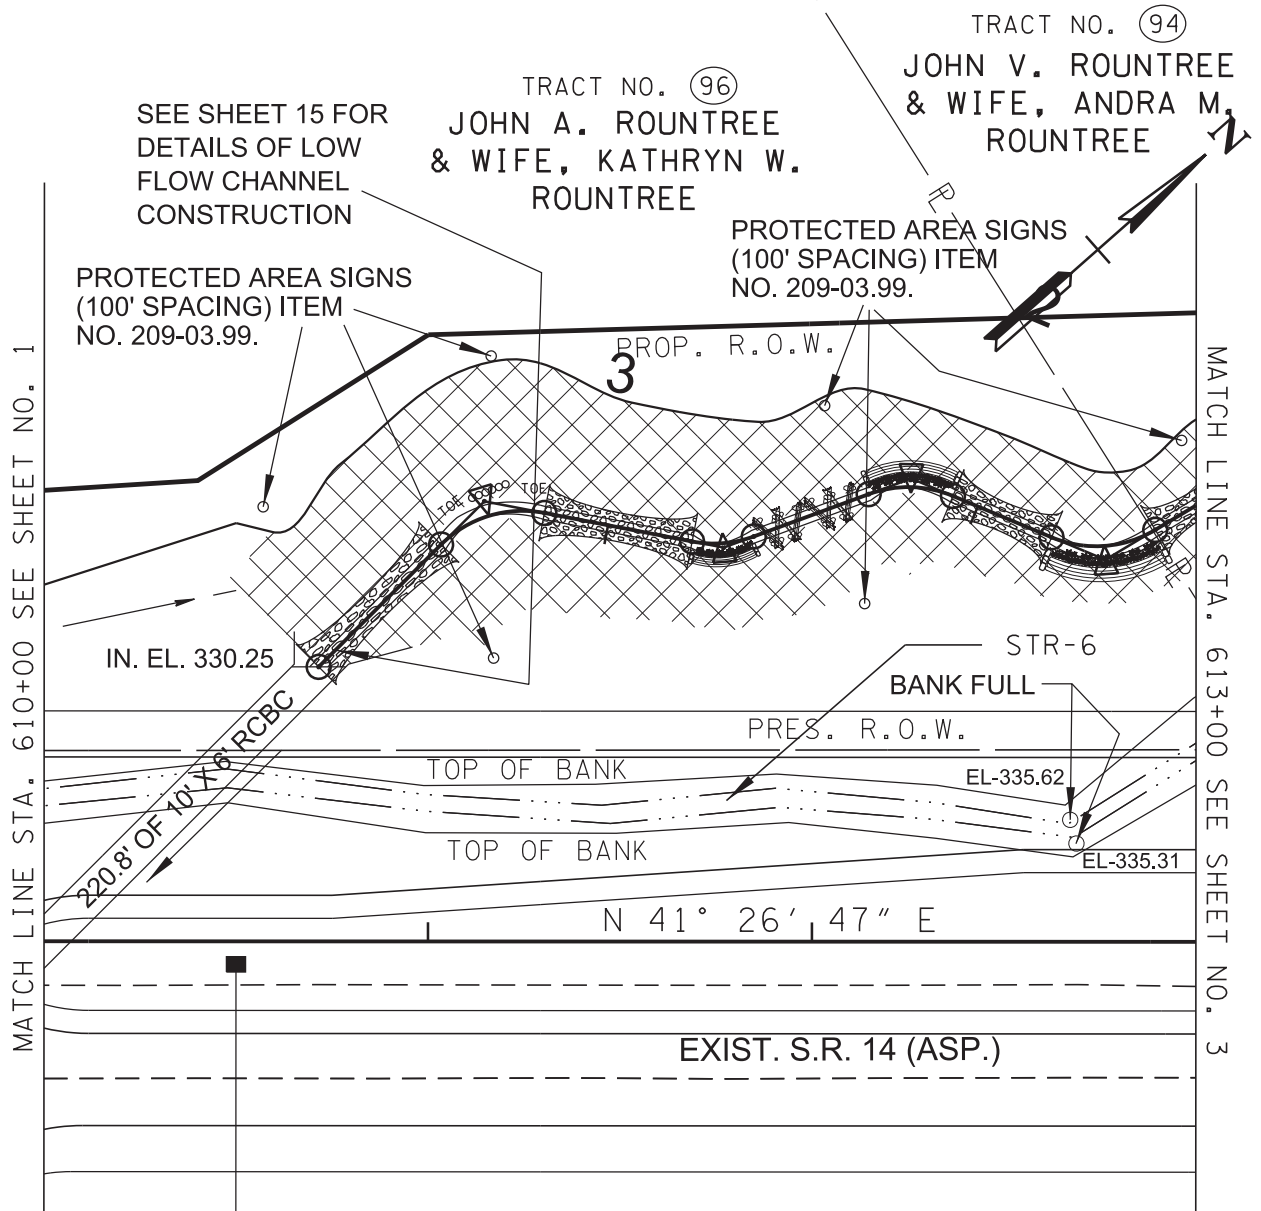 TRACT NO. 94
JOHN V. ROUNTREE
& WIFE, ANDRA M.
ROUNTREE
TRACT NO. 96
JOHN A. ROUNTREE
& WIFE, KATHRYN W.
ROUNTREE
SEE SHEET 15 FOR
DETAILS OF LOW
FLOW CHANNEL
CONSTRUCTION
N
PL
PROTECTED AREA SIGNS
(100' SPACING) ITEM
NO. 209-03.99.
PROTECTED AREA SIGNS
(100' SPACING) ITEM
NO. 209-03.99.
PROP. R.O.W.
3
TOE
TOE
PL
IN. EL. 330.25
STR-6
BANK FULL
220.8' OF 10' X 6' RCBC
PRES. R.O.W.
TOP OF BANK
EL-335.62
TOP OF BANK
EL-335.31
N 41° 26' 47" E
EXIST. S.R. 14 (ASP.)
MATCH LINE STA. 610+00 SEE SHEET NO. 1
MATCH LINE STA. 613+00 SEE SHEET NO. 3